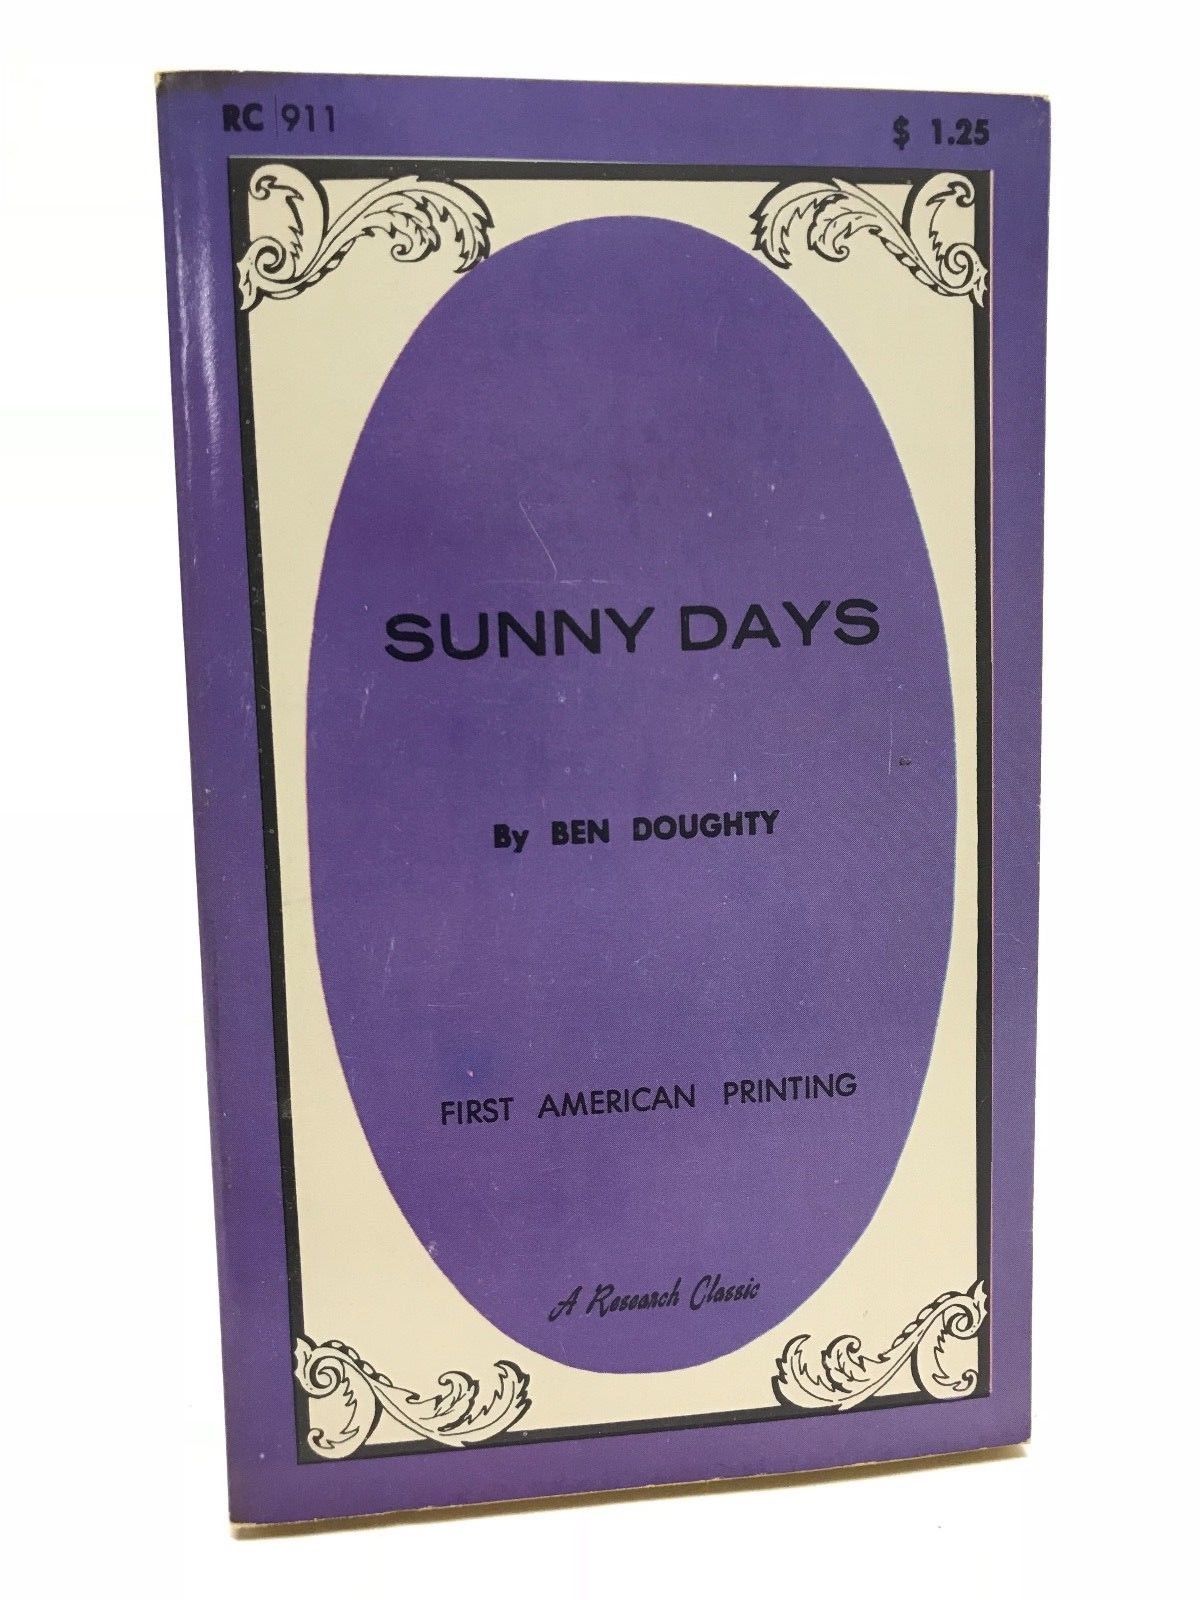 RC 911
$ 1.25
SUNNY DAYS
By BEN DOUGHTY
FIRST AMERICAN PRINTING
A Research Classic